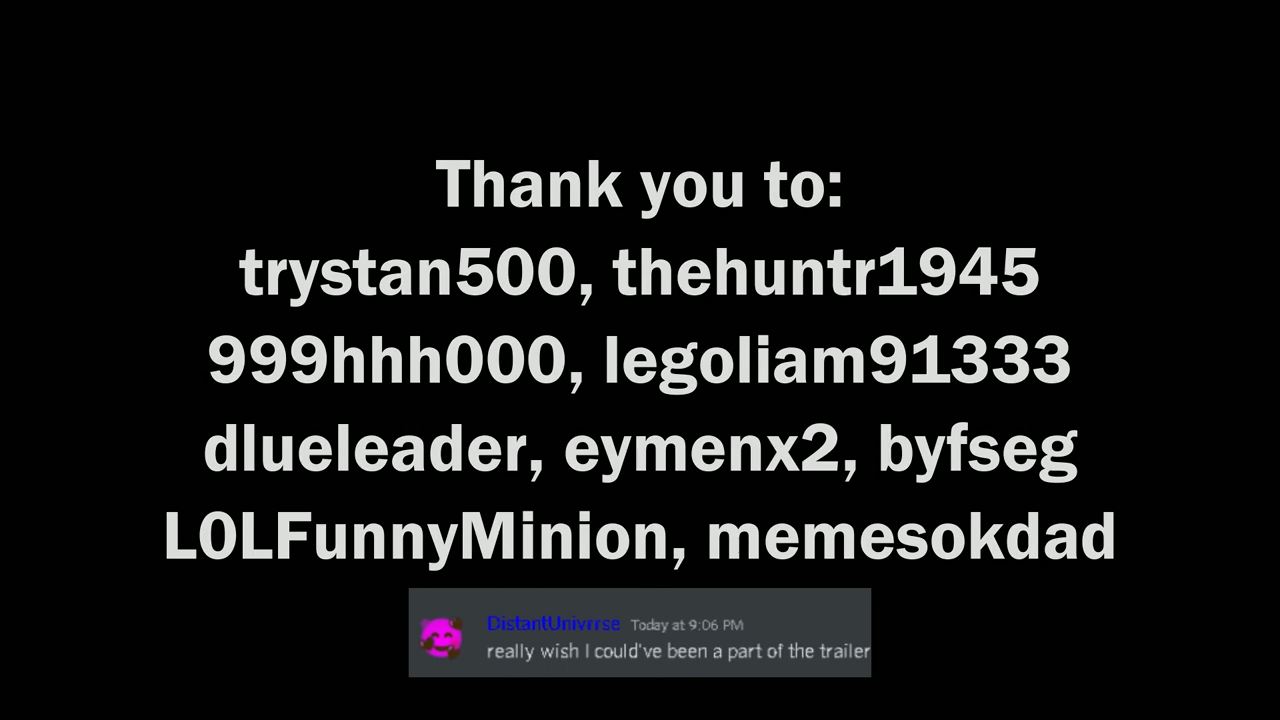 Thank you to:
trystan500, thehuntr1945
999hhh000, legoliam91333
dlueleader, eymenx2, byfseg
L0LFunnyMinion, memesokdad
DistantUnivrrse Today at 9:06 PM
really wish I could've been a part of the trailer